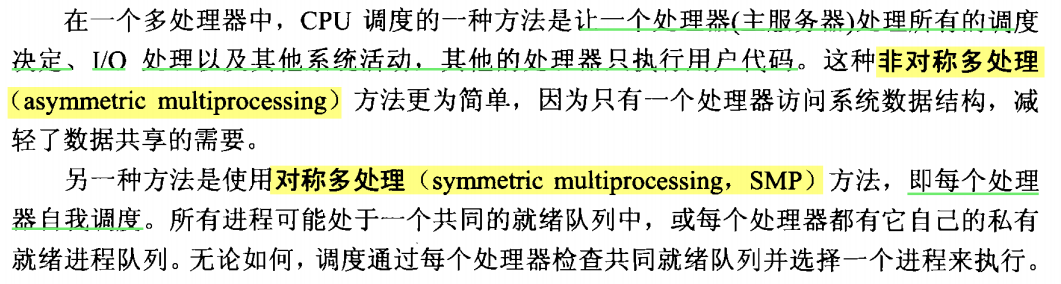 在一个多处理器中，CPU 调度的一种方法是让一个处理器(主服务器)处理所有的调度
决定、I/O 处理以及其他系统活动，其他的处理器只执行用户代码。这种非对称多处理
（asymmetric multiprocessing）方法更为简单，因为只有一个处理器访问系统数据结构，减
轻了数据共享的需要。
另一种方法是使用对称多处理（symmetric multiprocessing，SMP）方法，即每个处理
器自我调度。所有进程可能处于一个共同的就绪队列中，或每个处理器都有它自己的私有
就绪进程队列。无论如何，调度通过每个处理器检查共同就绪队列并选择一个进程来执行。